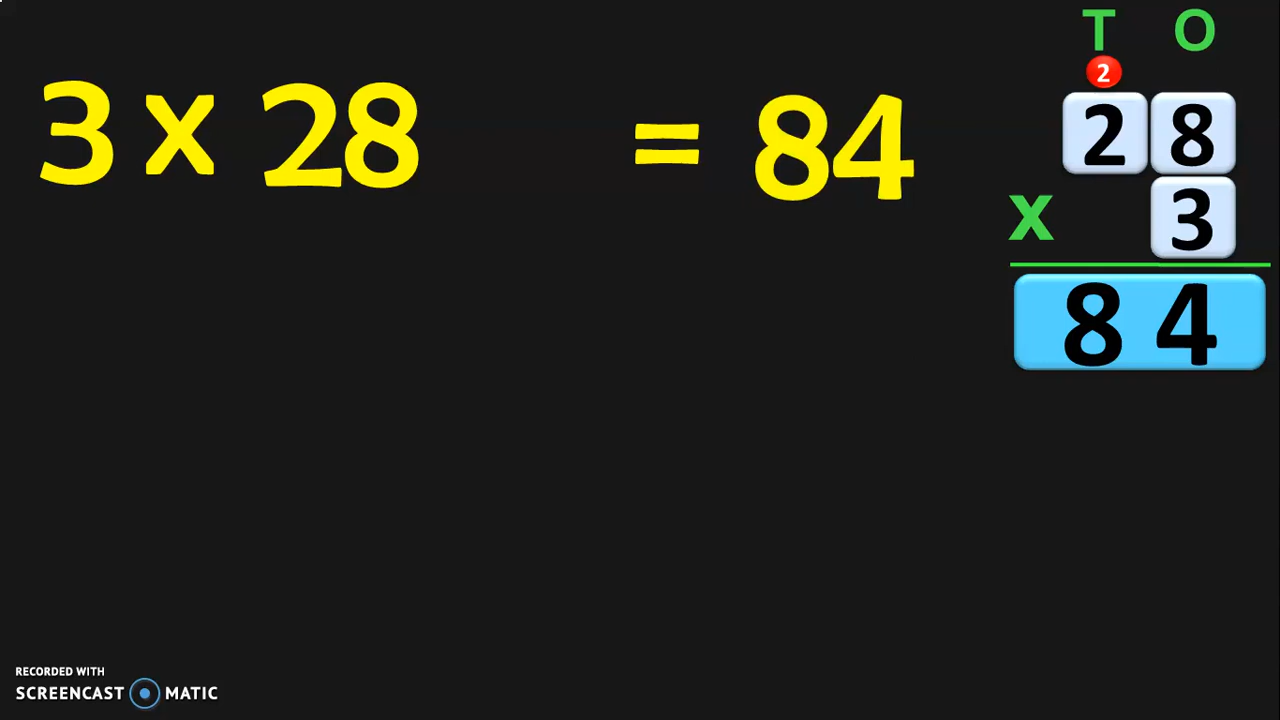 3 x 28 = 84
T O
2
2 8
x 3
8 4
RECORDED WITH
SCREENCAST MATIC